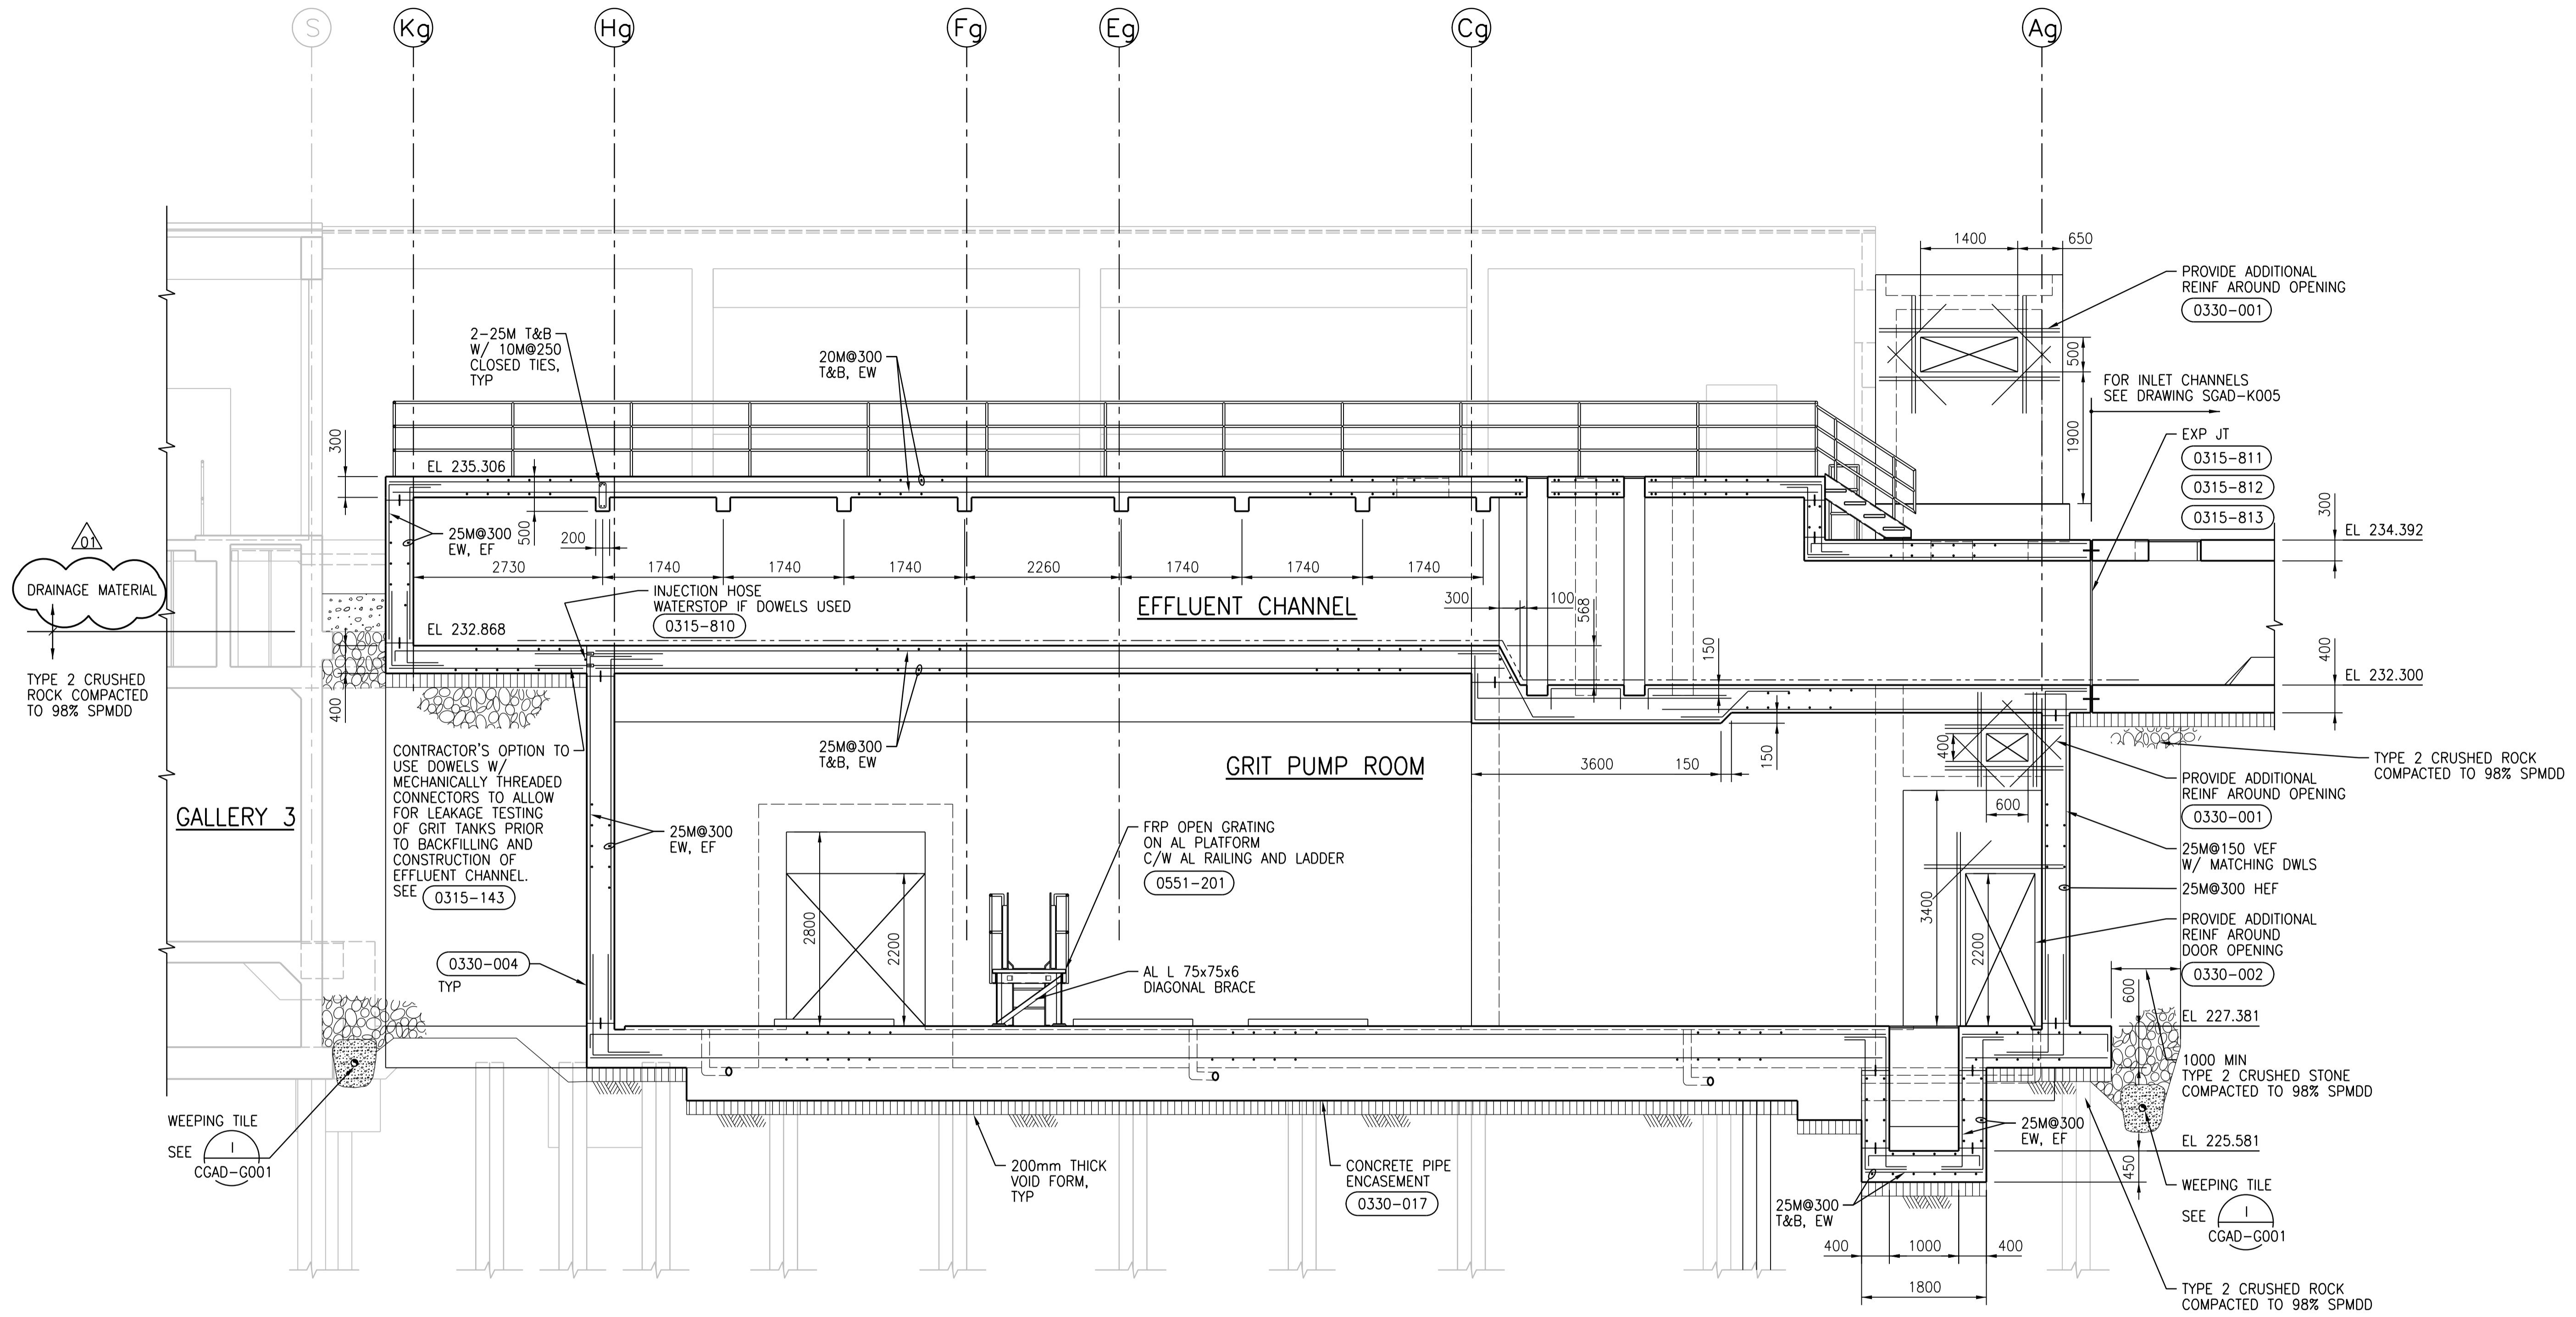 S
Kg
Hg
Fg
Eg
Cg
Ag
1400
650
PROVIDE ADDITIONAL
REINF AROUND OPENING
0330-001
500
1900
FOR INLET CHANNELS
SEE DRAWING SGAD-K005
EXP JT
0315-811
0315-812
0315-813
300
EL 234.392
400
EL 232.300
2-25M T&B
W/ 10M@250
CLOSED TIES,
TYP
20M@300
T&B, EW
300
EL 235.306
25M@300
EW, EF
500
200
2730
1740
1740
1740
2260
1740
1740
1740
INJECTION HOSE
WATERSTOP IF DOWELS USED
0315-810
EFFLUENT CHANNEL
300
100
568
150
01
DRAINAGE MATERIAL
TYPE 2 CRUSHED
ROCK COMPACTED
TO 98% SPMDD
EL 232.868
400
CONTRACTOR'S OPTION TO
USE DOWELS W/
MECHANICALLY THREADED
CONNECTORS TO ALLOW
FOR LEAKAGE TESTING
OF GRIT TANKS PRIOR
TO BACKFILLING AND
CONSTRUCTION OF
EFFLUENT CHANNEL.
SEE 0315-143
25M@300
T&B, EW
GRIT PUMP ROOM
3600
150
150
400
600
TYPE 2 CRUSHED ROCK
COMPACTED TO 98% SPMDD
PROVIDE ADDITIONAL
REINF AROUND OPENING
0330-001
GALLERY 3
25M@300
EW, EF
FRP OPEN GRATING
ON AL PLATFORM
C/W AL RAILING AND LADDER
0551-201
25M@150 VEF
W/ MATCHING DWLS
25M@300 HEF
PROVIDE ADDITIONAL
REINF AROUND
DOOR OPENING
0330-002
2800
2200
3400
2200
0330-004
TYP
AL L 75x75x6
DIAGONAL BRACE
600
EL 227.381
1000 MIN
TYPE 2 CRUSHED STONE
COMPACTED TO 98% SPMDD
WEEPING TILE
SEE
1
CGAD-G001
200mm THICK
VOID FORM,
TYP
CONCRETE PIPE
ENCASEMENT
0330-017
25M@300
EW, EF
EL 225.581
450
25M@300
T&B, EW
WEEPING TILE
SEE
1
CGAD-G001
400
1000
400
1800
TYPE 2 CRUSHED ROCK
COMPACTED TO 98% SPMDD